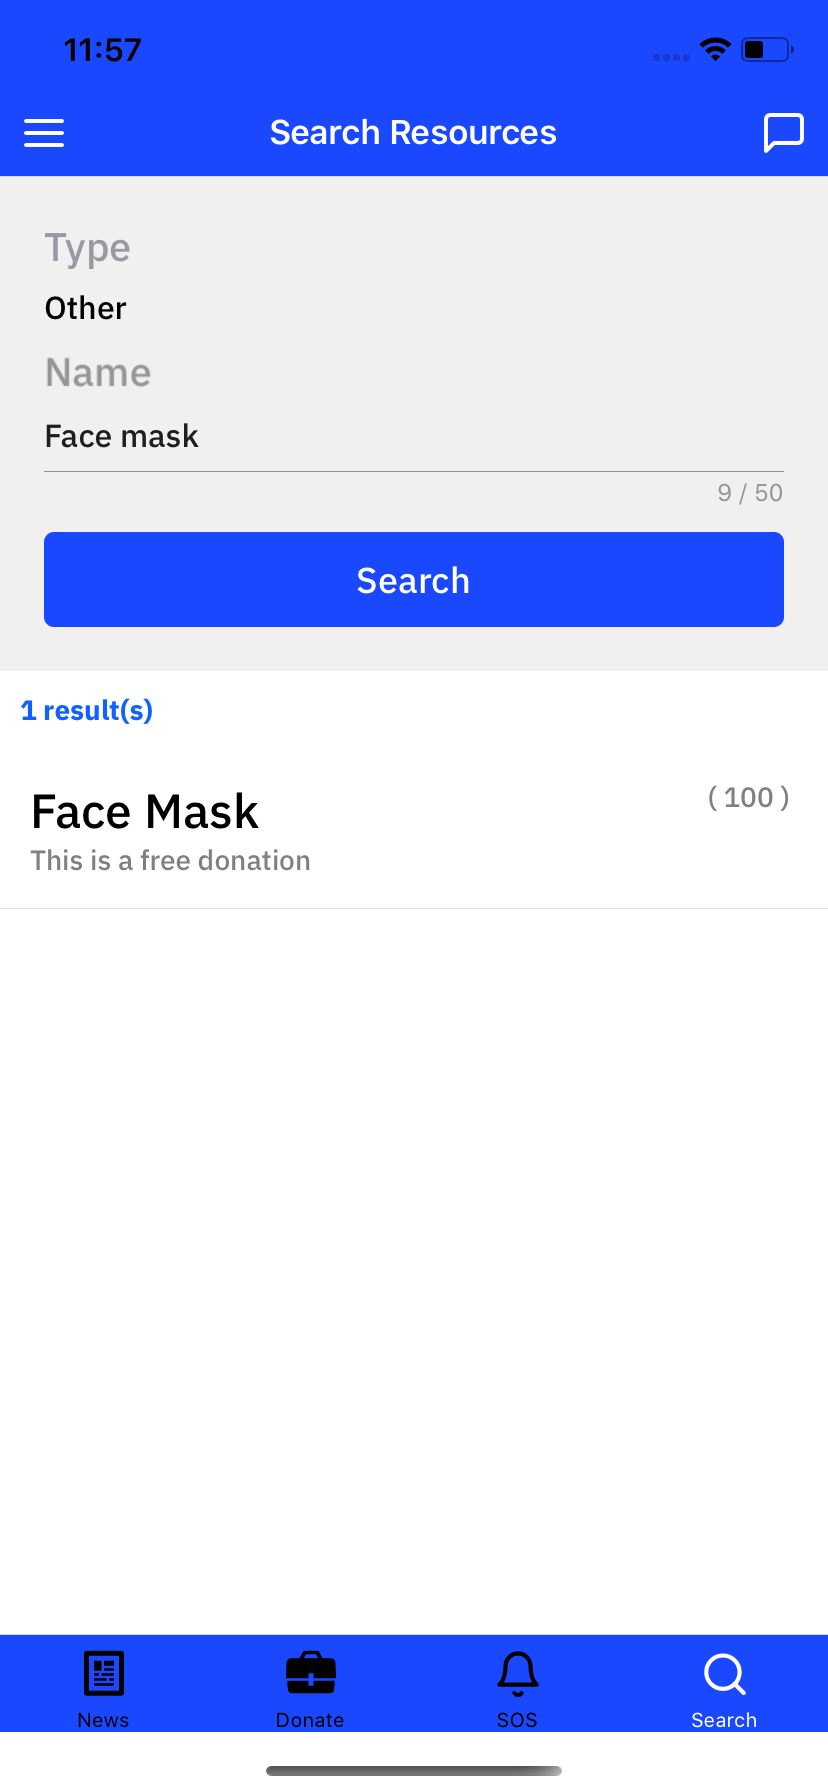 11:57
Search Resources
Type
Other
Name
Face mask
9 / 50
Search
1 result(s)
Face Mask
( 100 )
This is a free donation
News
Donate
SOS
Search